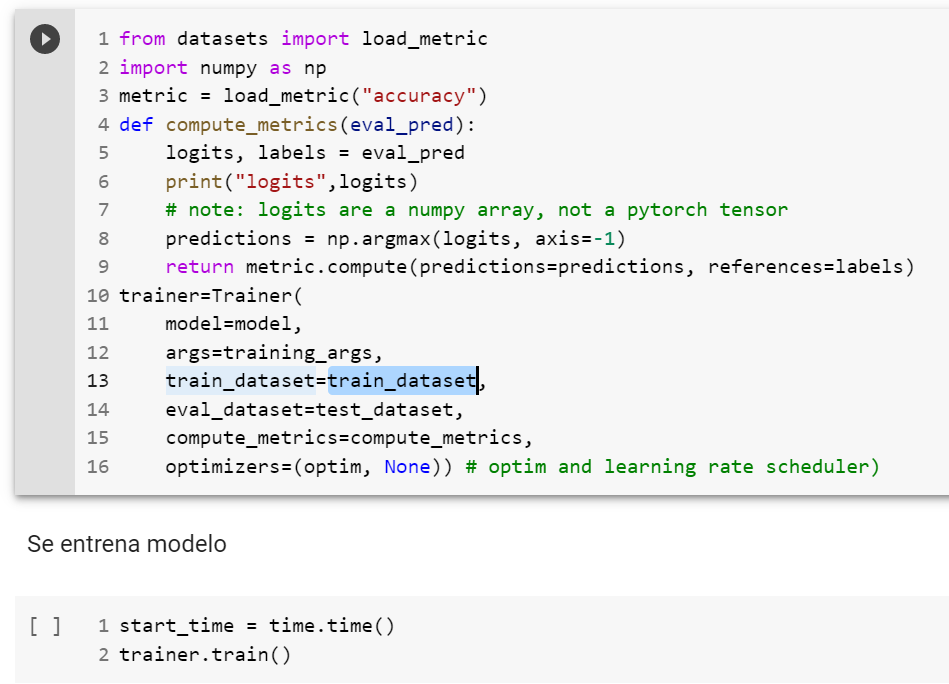 1 from datasets import load_metric
2 import numpy as np
3 metric = load_metric("accuracy")
4 def compute_metrics(eval_pred):
5     logits, labels = eval_pred
6     print("logits",logits)
7     # note: logits are a numpy array, not a pytorch tensor
8     predictions = np.argmax(logits, axis=-1)
9     return metric.compute(predictions=predictions, references=labels)
10 trainer=Trainer(
11     model=model,
12     args=training_args,
13     train_dataset=train_dataset,
14     eval_dataset=test_dataset,
15     compute_metrics=compute_metrics,
16     optimizers=(optim, None)) # optim and learning rate scheduler)
Se entrena modelo
[ ] 1 start_time = time.time()
2 trainer.train()